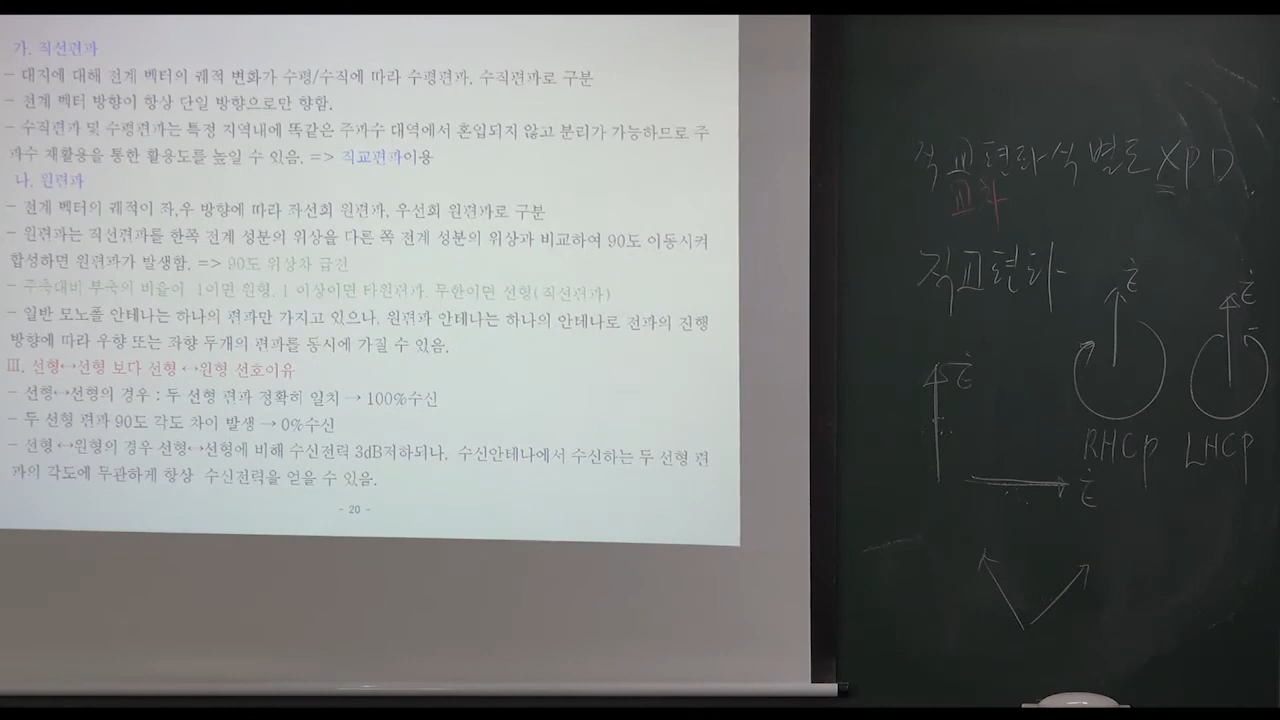 가. 직선편파
- 대지에 대해 전계 벡터의 궤적 변화가 수평/수직에 따라 수평편파, 수직편파로 구분
- 전계 벡터 방향이 항상 단일 방향으로만 향함.
- 수직편파 및 수평편파는 특정 지역내에 똑같은 주파수 대역에서 혼입되지 않고 분리가 가능하므로 주
파수 재활용을 통한 활용도를 높일 수 있음. => 직교편파이용
나. 원편파
- 전계 벡터의 궤적이 좌,우 방향에 따라 좌선회 원편파, 우선회 원편파로 구분
- 원편파는 직선편파를 한쪽 전계 성분의 위상을 다른 쪽 전계 성분의 위상과 비교하여 90도 이동시켜
합성하면 원편파가 발생함. => 90도 위상차 급전
- 주축대비 부축의 비율이 1이면 원형, 1 이상이면 타원편파, 무한이면 선형(직선편파)
- 일반 모노폴 안테나는 하나의 편파만 가지고 있으나, 원편파 안테나는 하나의 안테나로 전파의 진행
방향에 따라 우향 또는 좌향 두개의 편파를 동시에 가질 수 있음.
Ⅲ. 선형↔선형 보다 선형 ↔원형 선호이유
- 선형↔선형의 경우 : 두 선형 편파 정확히 일치 → 100%수신
- 두 선형 편파 90도 각도 차이 발생 → 0%수신
- 선형 ↔원형의 경우 선형↔선형에 비해 수신전력 3dB저하되나, 수신안테나에서 수신하는 두 선형 편
파의 각도에 무관하게 항상 수신전력을 얻을 수 있음.
- 20 -
직교편파식별도 XPD
교차
직교편파
E
E
E
RHCP
LHCP
E